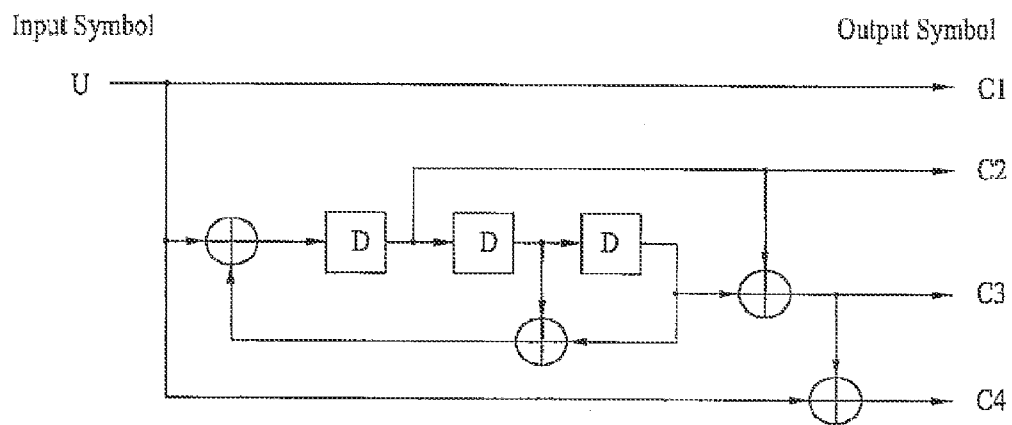 Input Symbol
Output Symbol
U
C1
C2
D
D
D
C3
C4